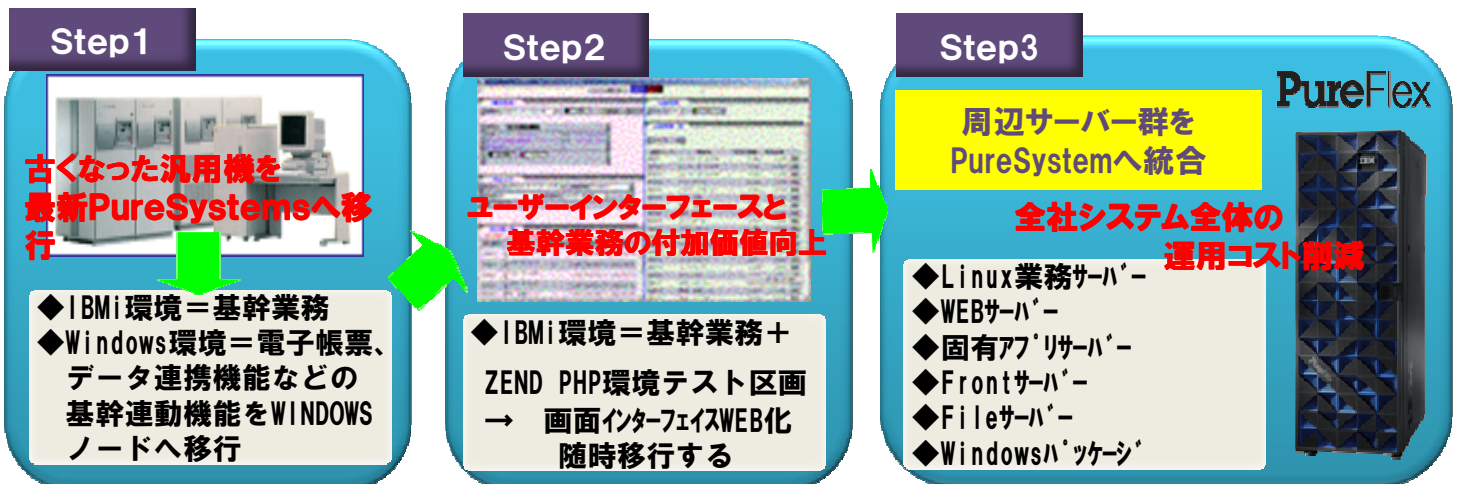 Step1
古くなった汎用機を
最新PureSystemsへ移
行
◆IBMi環境＝基幹業務
◆Windows環境＝電子帳票、
データ連携機能などの
基幹連動機能をWINDOWS
ノードへ移行
Step2
ユーザーインターフェースと
基幹業務の付加価値向上
◆IBMi環境＝基幹業務＋
ZEND PHP環境テスト区画
→ 画面ｲﾝﾀｰﾌｪｲｽWEB化
随時移行する
Step3
PureFlex
周辺サーバー群を
PureSystemへ統合
全社システム全体の
運用コスト削減
◆Linux業務ｻｰﾊﾞｰ
◆WEBｻｰﾊﾞｰ
◆固有ｱﾌﾟﾘｻｰﾊﾞｰ
◆Frontｻｰﾊﾞｰ
◆Fileｻｰﾊﾞｰ
◆Windowsﾊﾟｯｹｰｼﾞ
IBM